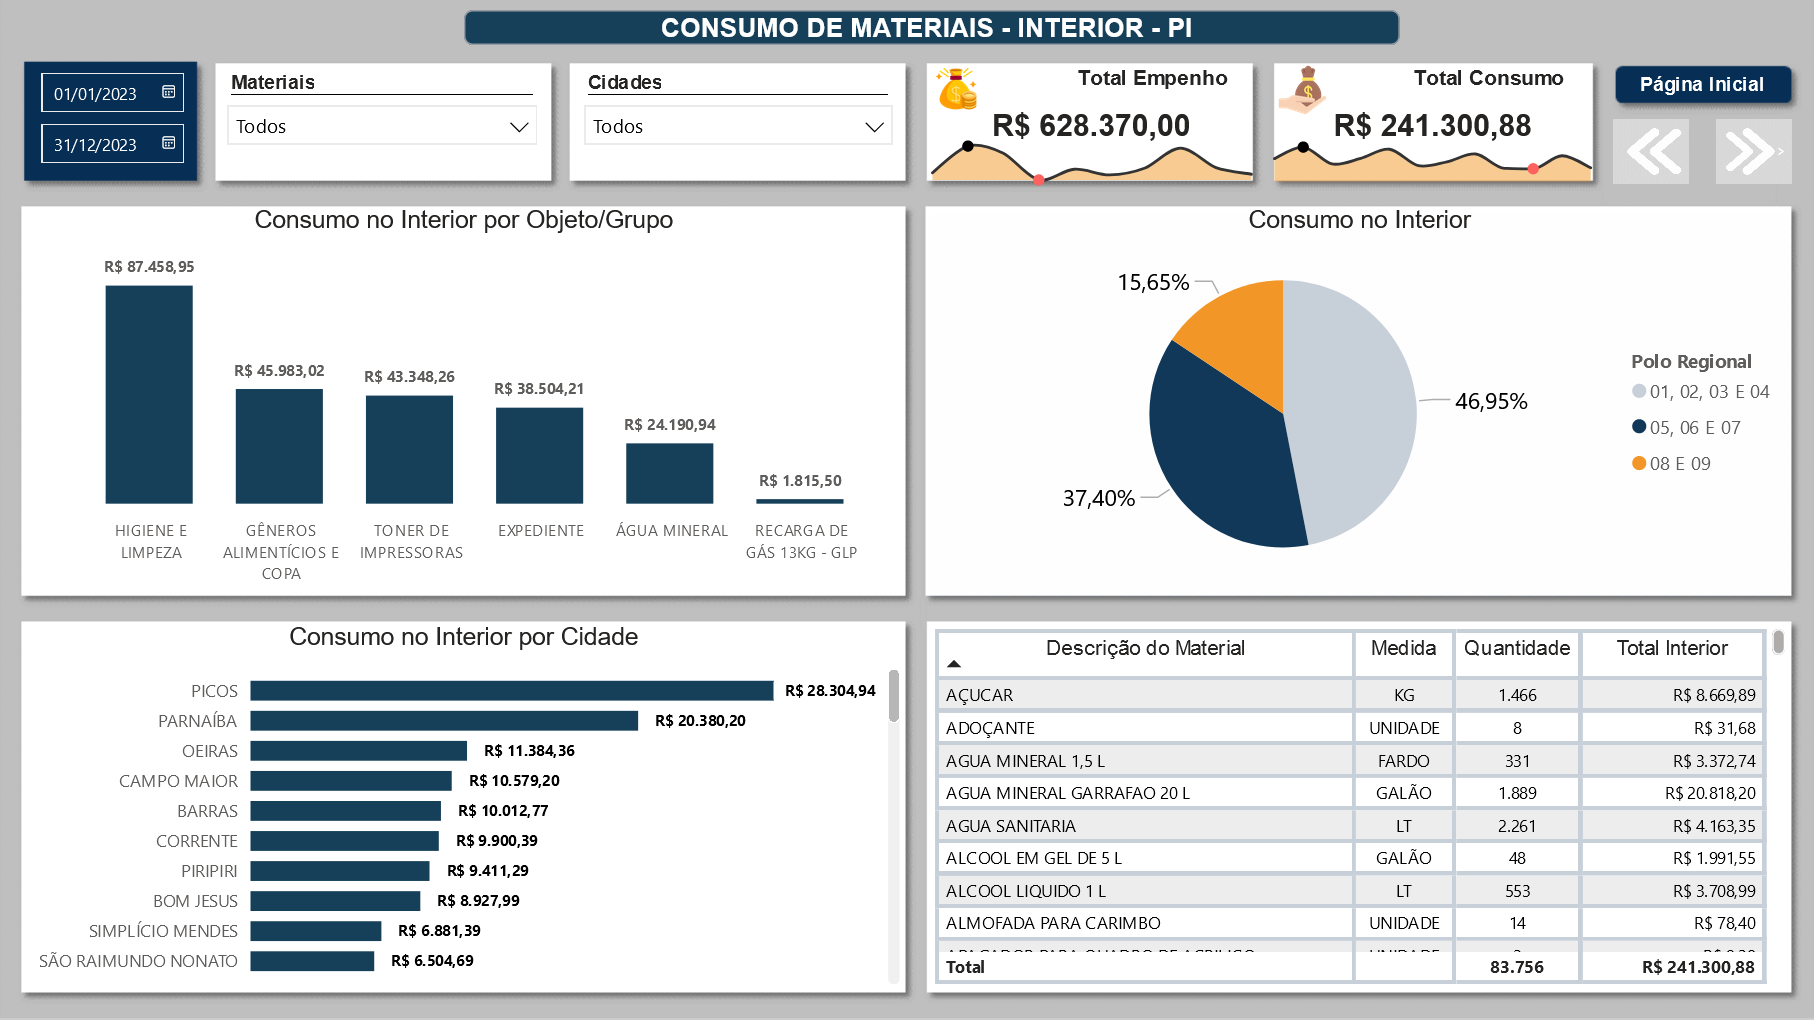 CONSUMO DE MATERIAIS - INTERIOR - PI
01/01/2023
31/12/2023
Materiais
Todos
Cidades
Todos
Total Empenho
R$ 628.370,00
Total Consumo
R$ 241.300,88
Página Inicial
Consumo no Interior por Objeto/Grupo
R$ 87.458,95
R$ 45.983,02
R$ 43.348,26
R$ 38.504,21
R$ 24.190,94
R$ 1.815,50
HIGIENE E
LIMPEZA
GÊNEROS
ALIMENTÍCIOS E
COPA
TONER DE
IMPRESSORAS
EXPEDIENTE
ÁGUA MINERAL
RECARGA DE
GÁS 13KG - GLP
Consumo no Interior
15,65%
46,95%
37,40%
Polo Regional
01, 02, 03 E 04
05, 06 E 07
08 E 09
Consumo no Interior por Cidade
PICOS R$ 28.304,94
PARNAÍBA R$ 20.380,20
OEIRAS R$ 11.384,36
CAMPO MAIOR R$ 10.579,20
BARRAS R$ 10.012,77
CORRENTE R$ 9.900,39
PIRIPIRI R$ 9.411,29
BOM JESUS R$ 8.927,99
SIMPLÍCIO MENDES R$ 6.881,39
SÃO RAIMUNDO NONATO R$ 6.504,69
Descrição do Material Medida Quantidade Total Interior
AÇUCAR KG 1.466 R$ 8.669,89
ADOÇANTE UNIDADE 8 R$ 31,68
AGUA MINERAL 1,5 L FARDO 331 R$ 3.372,74
AGUA MINERAL GARRAFAO 20 L GALÃO 1.889 R$ 20.818,20
AGUA SANITARIA LT 2.261 R$ 4.163,35
ALCOOL EM GEL DE 5 L GALÃO 48 R$ 1.991,55
ALCOOL LIQUIDO 1 L LT 553 R$ 3.708,99
ALMOFADA PARA CARIMBO UNIDADE 14 R$ 78,40
Total 83.756 R$ 241.300,88